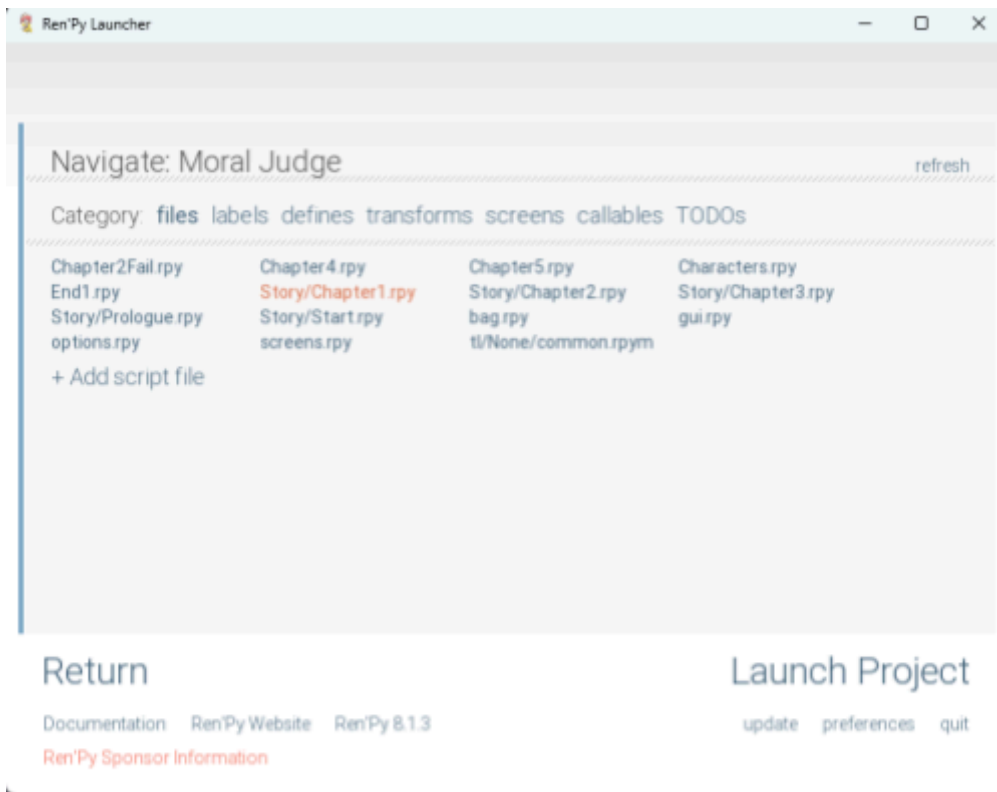 Ren'Py Launcher
Navigate: Moral Judge refresh
Category: files labels defines transforms screens callables TODOs
Chapter2Fail.rpy Chapter4.rpy Chapter5.rpy Characters.rpy
End1.rpy Story/Chapter1.rpy Story/Chapter2.rpy Story/Chapter3.rpy
Story/Prologue.rpy Story/Start.rpy bag.rpy gui.rpy
options.rpy screens.rpy tl/None/common.rpym
+ Add script file
Return Launch Project
Documentation Ren'Py Website Ren'Py 8.1.3 update preferences quit
Ren'Py Sponsor Information